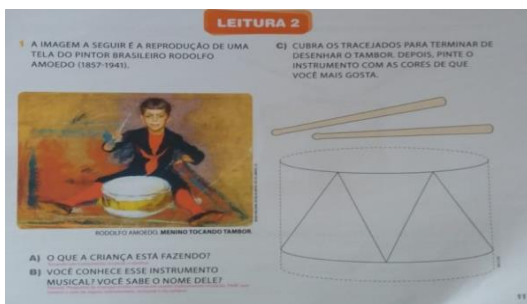 LEITURA 2
1 A IMAGEM A SEGUIR É A REPRODUÇÃO DE UMA
TELA DO PINTOR BRASILEIRO RODOLFO
AMOEDO (1857-1941).
RODOLFO AMOEDO. MENINO TOCANDO TAMBOR.
A) O QUE A CRIANÇA ESTÁ FAZENDO?
B) VOCÊ CONHECE ESSE INSTRUMENTO
MUSICAL? VOCÊ SABE O NOME DELE?
C) CUBRA OS TRACEJADOS PARA TERMINAR DE
DESENHAR O TAMBOR. DEPOIS, PINTE O
INSTRUMENTO COM AS CORES DE QUE
VOCÊ MAIS GOSTA.
11